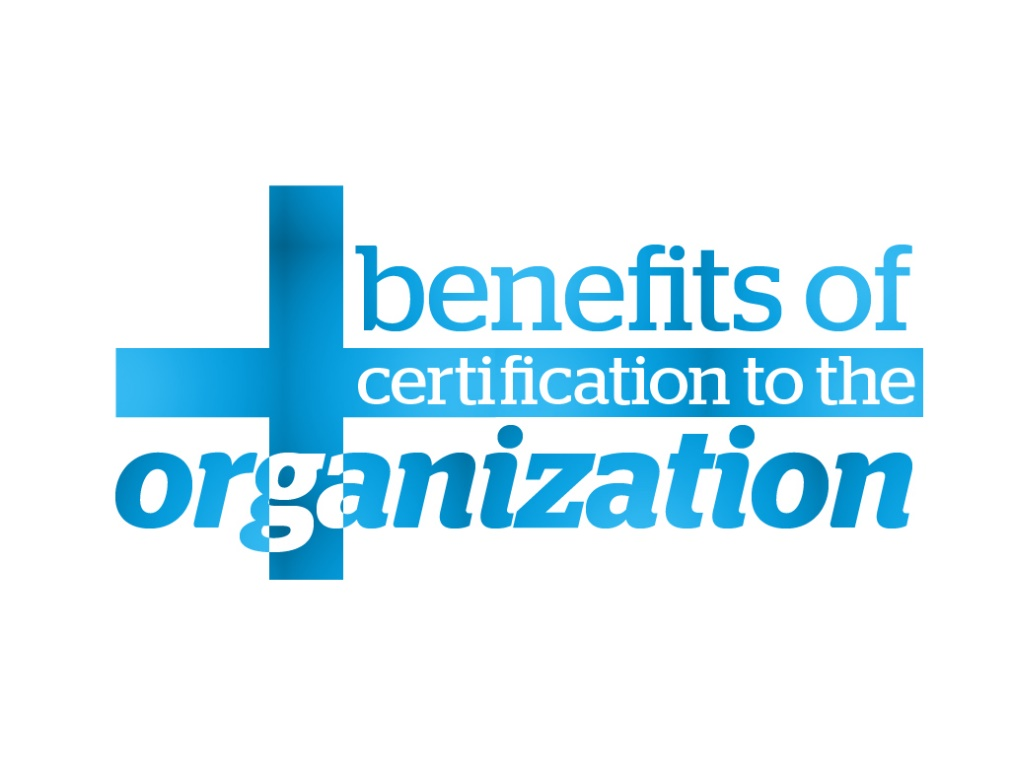 benefits of
certification to the
organization